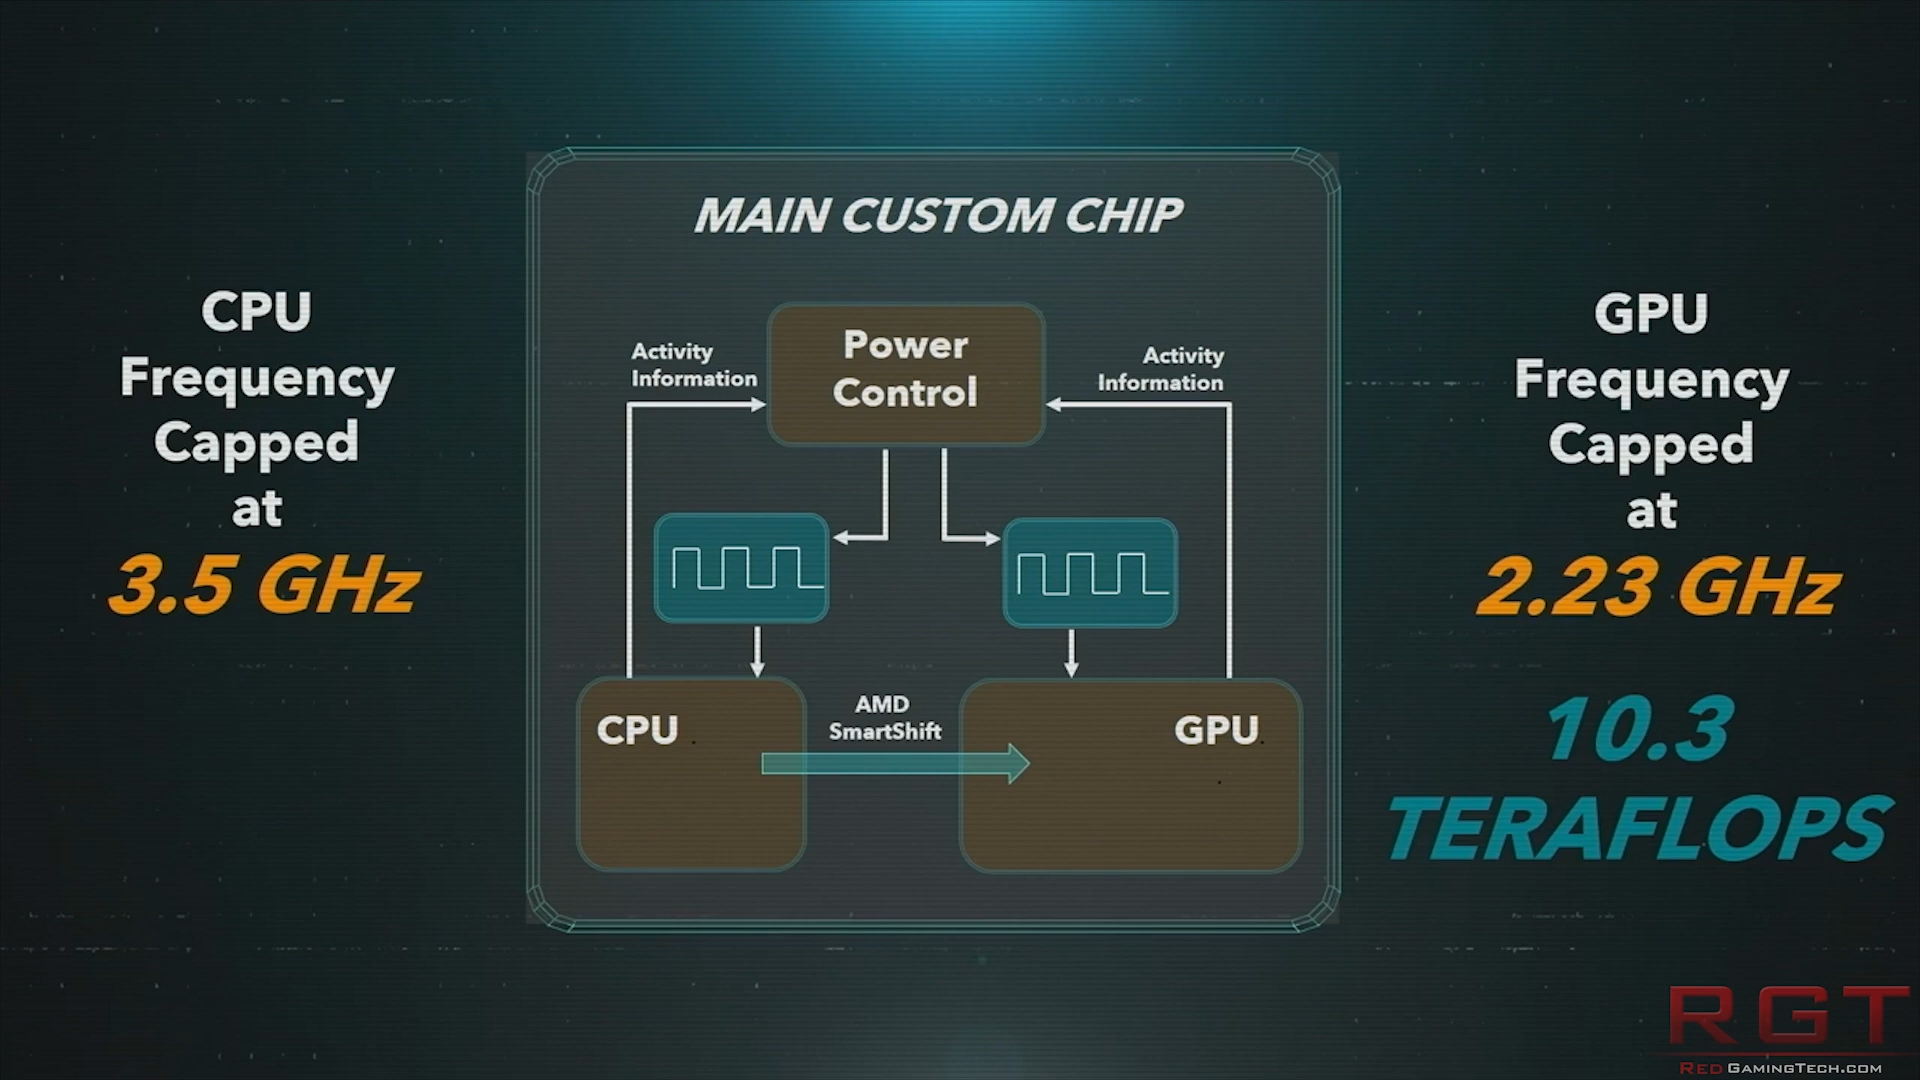 MAIN CUSTOM CHIP
CPU
Frequency
Capped
at
3.5 GHz
Activity
Information
Power
Control
Activity
Information
CPU
AMD
SmartShift
GPU
GPU
Frequency
Capped
at
2.23 GHz
10.3
TERAFLOPS
RGT
REDGAMINGTECH.COM